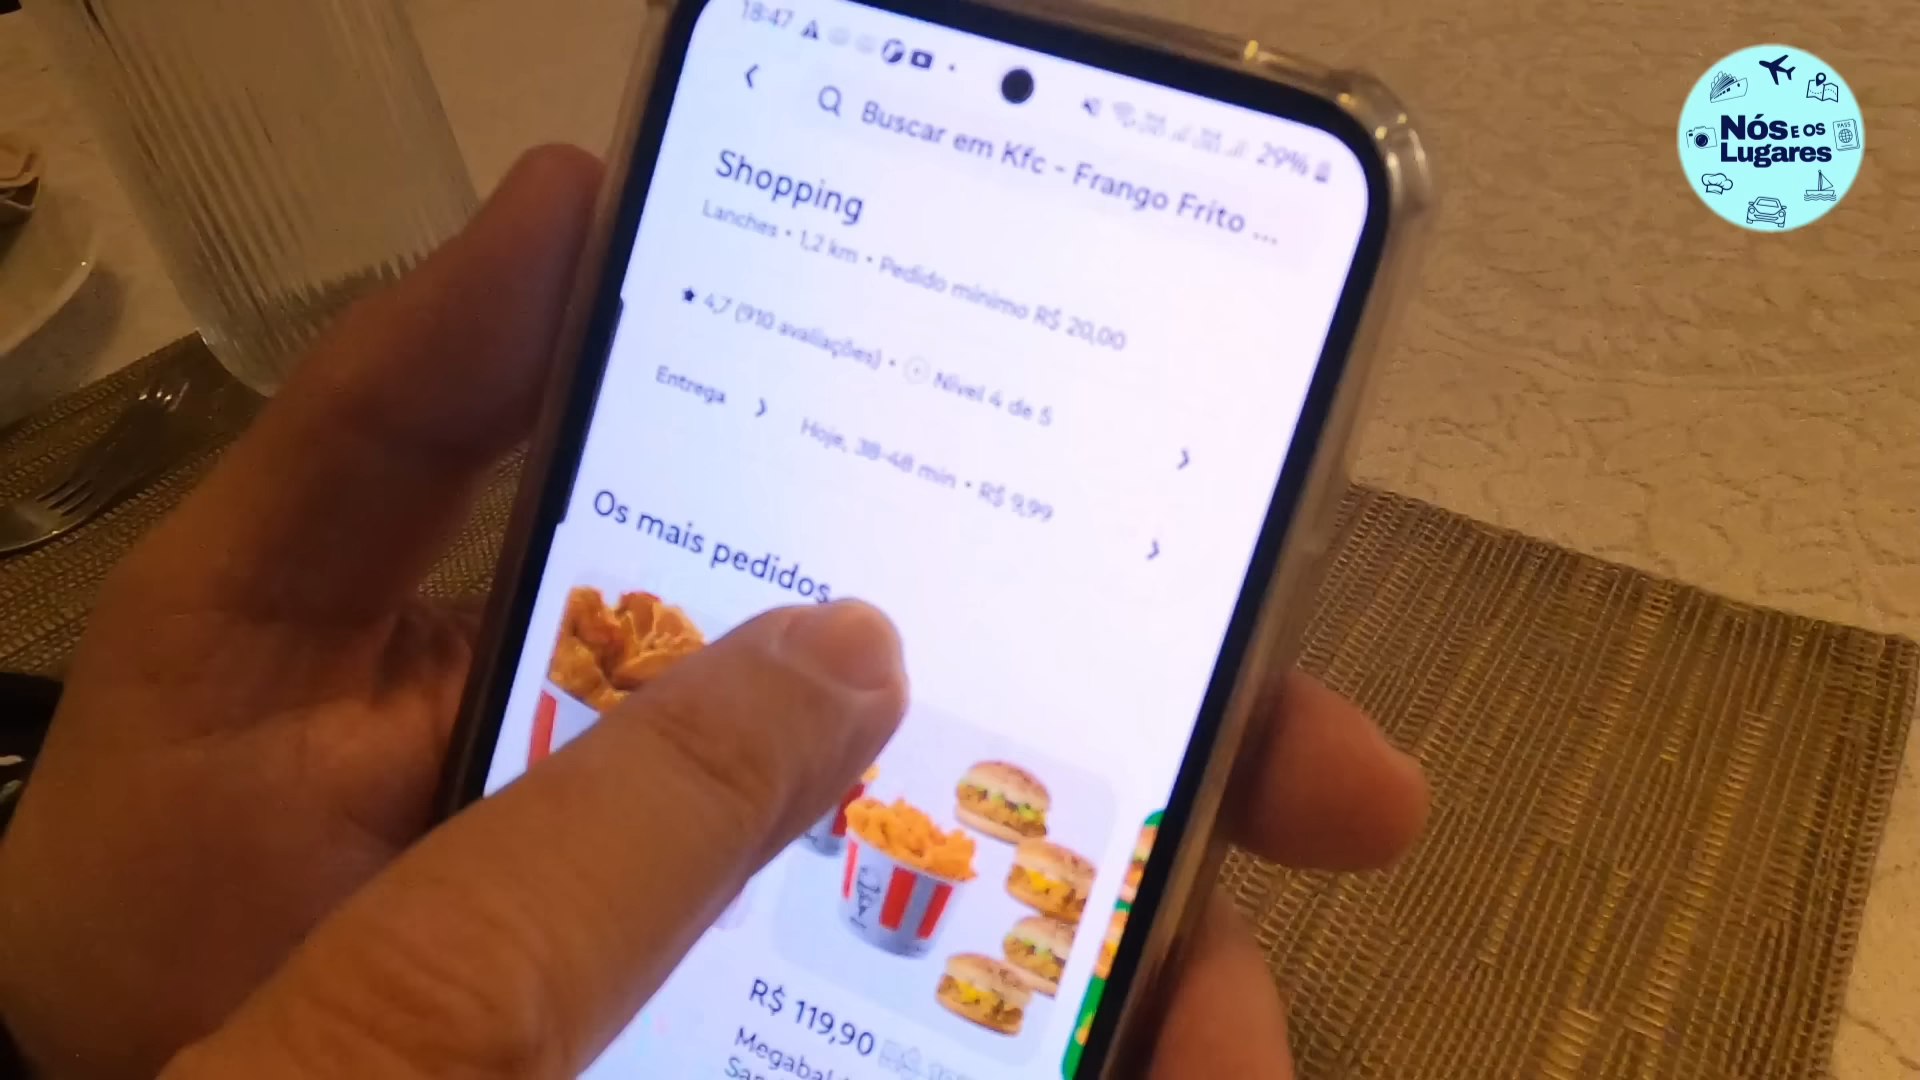 18:47
29%
Buscar em Kfc - Frango Frito ...
Shopping
Lanches • 1,2 km • Pedido mínimo R$ 20,00
4,7 (910 avaliações) • Nível 4 de 5
Entrega
Hoje, 38-48 min • R$ 9,99
Os mais pedidos
R$ 119,90
Nós E OS
Lugares